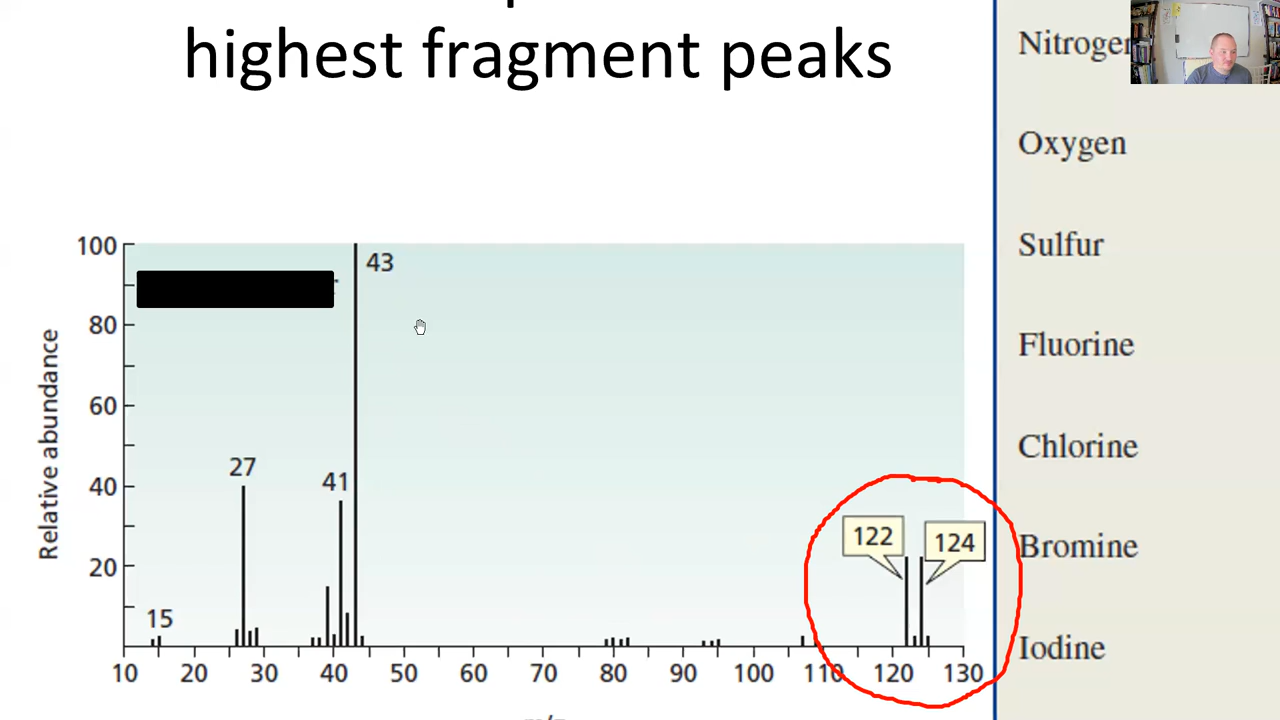 highest fragment peaks
100
80
60
40
20
Relative abundance
43
27
41
15
122
124
10 20 30 40 50 60 70 80 90 100 110 120 130
Oxygen
Sulfur
Fluorine
Chlorine
Bromine
Iodine